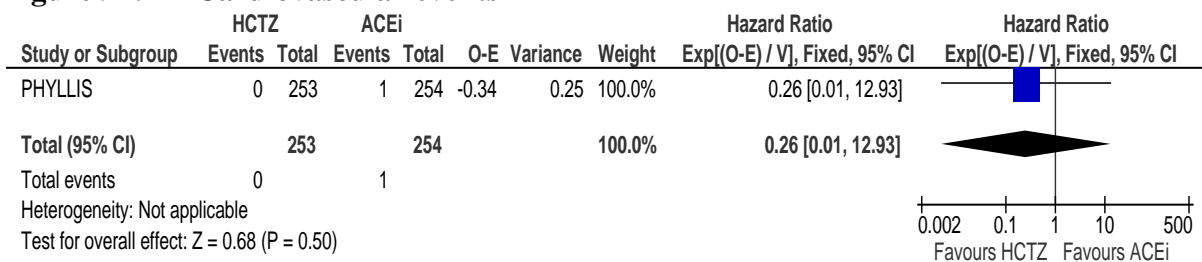 HCTZ ACEi Hazard Ratio Hazard Ratio
Study or Subgroup Events Total Events Total O-E Variance Weight Exp[(O-E) / V], Fixed, 95% CI Exp[(O-E) / V], Fixed, 95% CI
PHYLLIS 0 253 1 254 -0.34 0.25 100.0% 0.26 [0.01, 12.93]
Total (95% CI) 253 254 100.0% 0.26 [0.01, 12.93]
Total events 0 1
Heterogeneity: Not applicable
Test for overall effect: Z = 0.68 (P = 0.50)
0.002 0.1 1 10 500
Favours HCTZ Favours ACEi